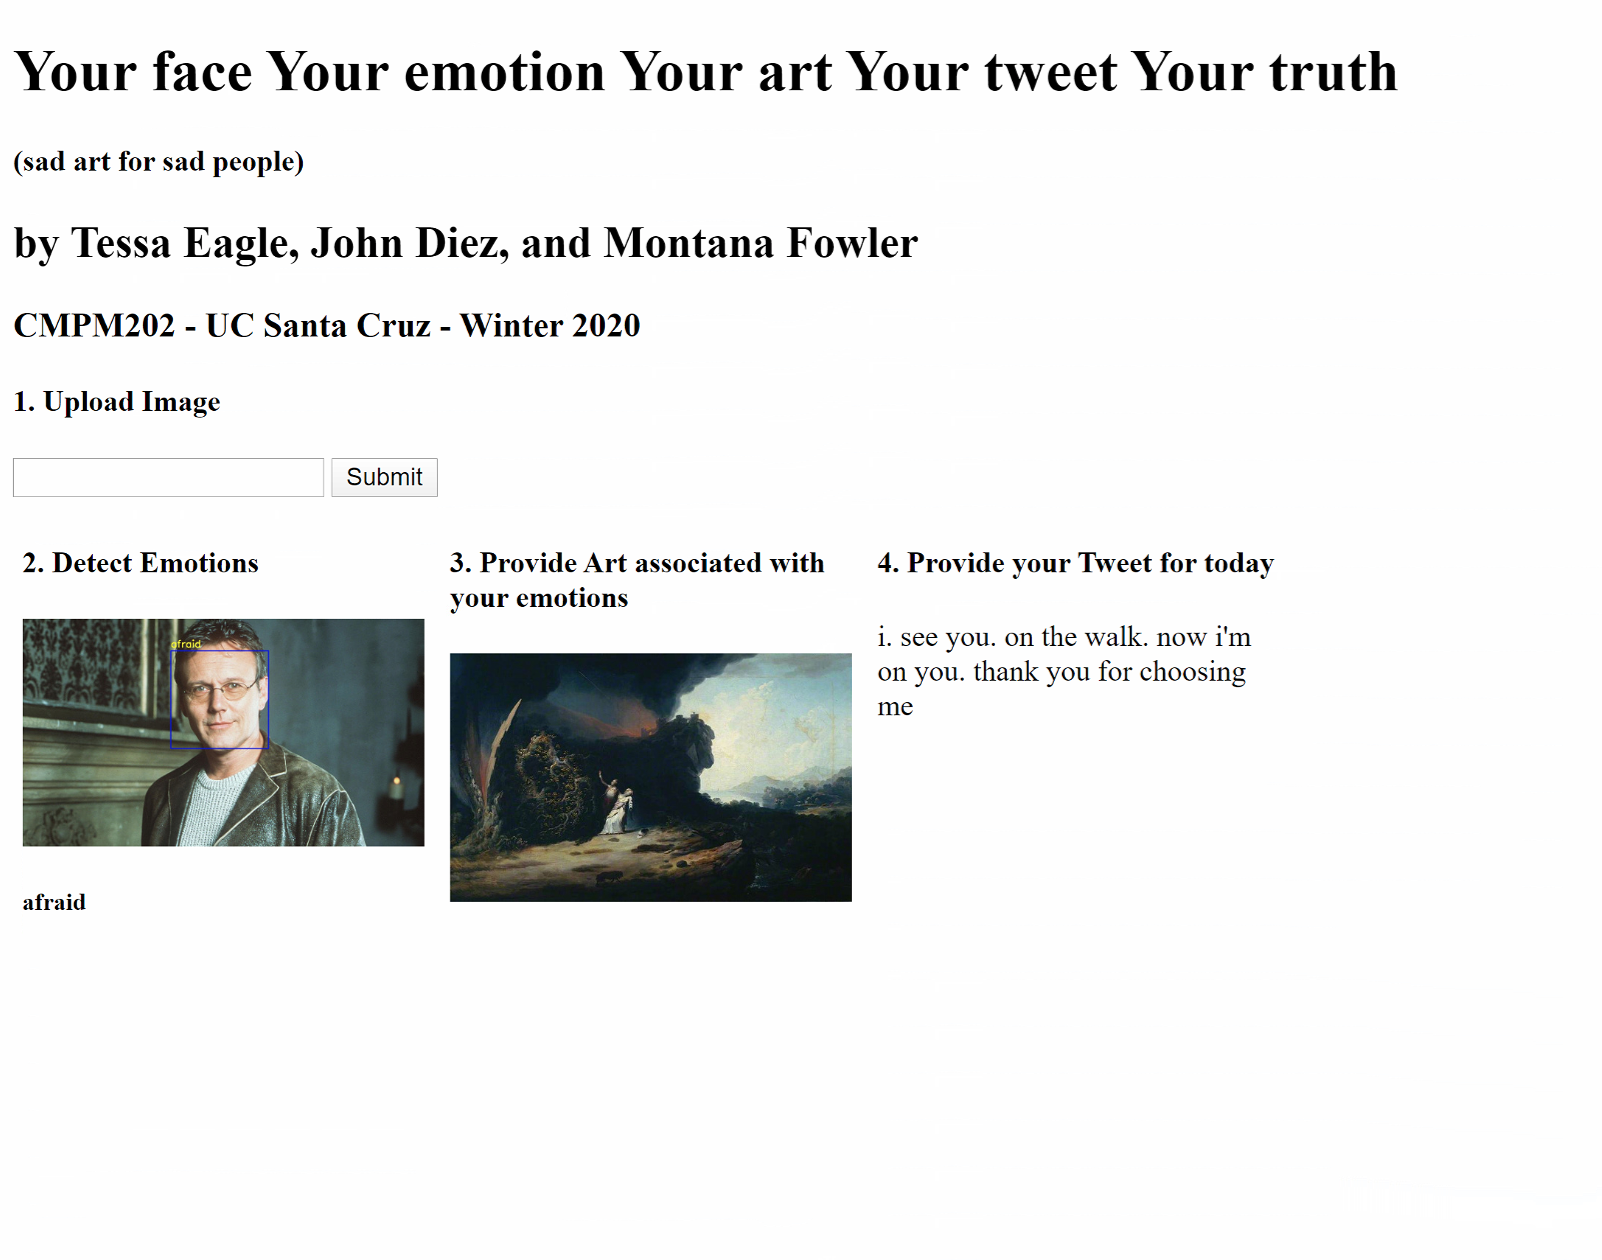 Your face Your emotion Your art Your tweet Your truth
(sad art for sad people)
by Tessa Eagle, John Diez, and Montana Fowler
CMPM202 - UC Santa Cruz - Winter 2020
1. Upload Image
Submit
2. Detect Emotions
afraid
afraid
3. Provide Art associated with
your emotions
4. Provide your Tweet for today
i. see you. on the walk. now i'm
on you. thank you for choosing
me